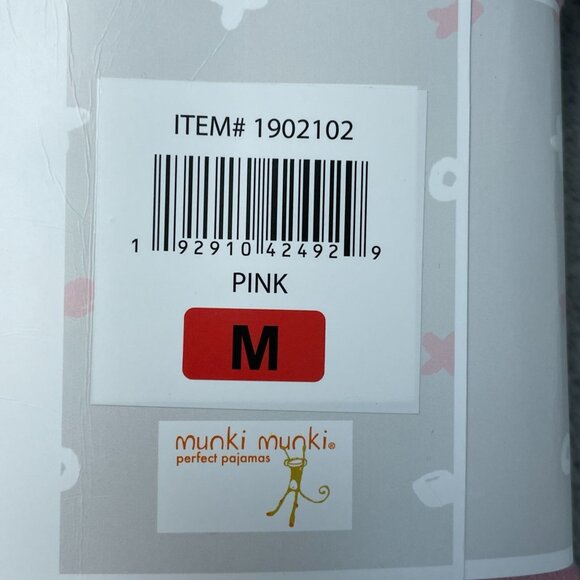 ITEM# 1902102
1 92910 42492 9
PINK
M
munki munki®
perfect pajamas